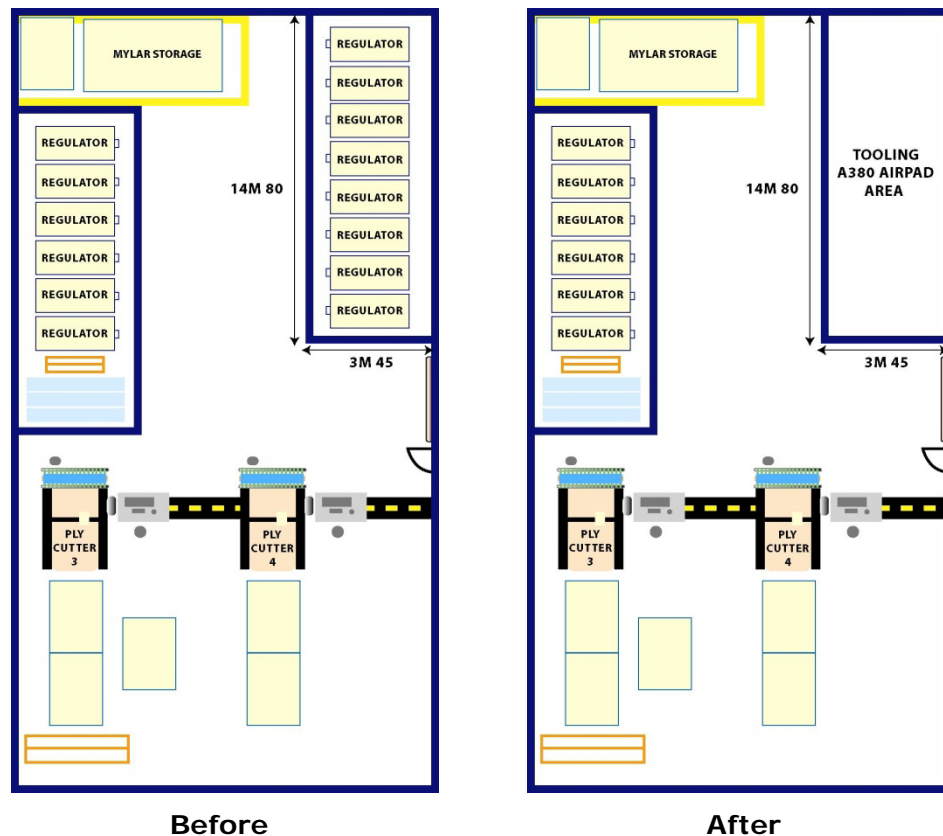 MYLAR STORAGE
REGULATOR
REGULATOR
REGULATOR
REGULATOR
REGULATOR
REGULATOR
REGULATOR
REGULATOR
REGULATOR
REGULATOR
REGULATOR
REGULATOR
REGULATOR
REGULATOR
14M 80
3M 45
PLY
CUTTER
3
PLY
CUTTER
4
Before
MYLAR STORAGE
REGULATOR
REGULATOR
REGULATOR
REGULATOR
REGULATOR
REGULATOR
14M 80
TOOLING
A380 AIRPAD
AREA
3M 45
PLY
CUTTER
3
PLY
CUTTER
4
After